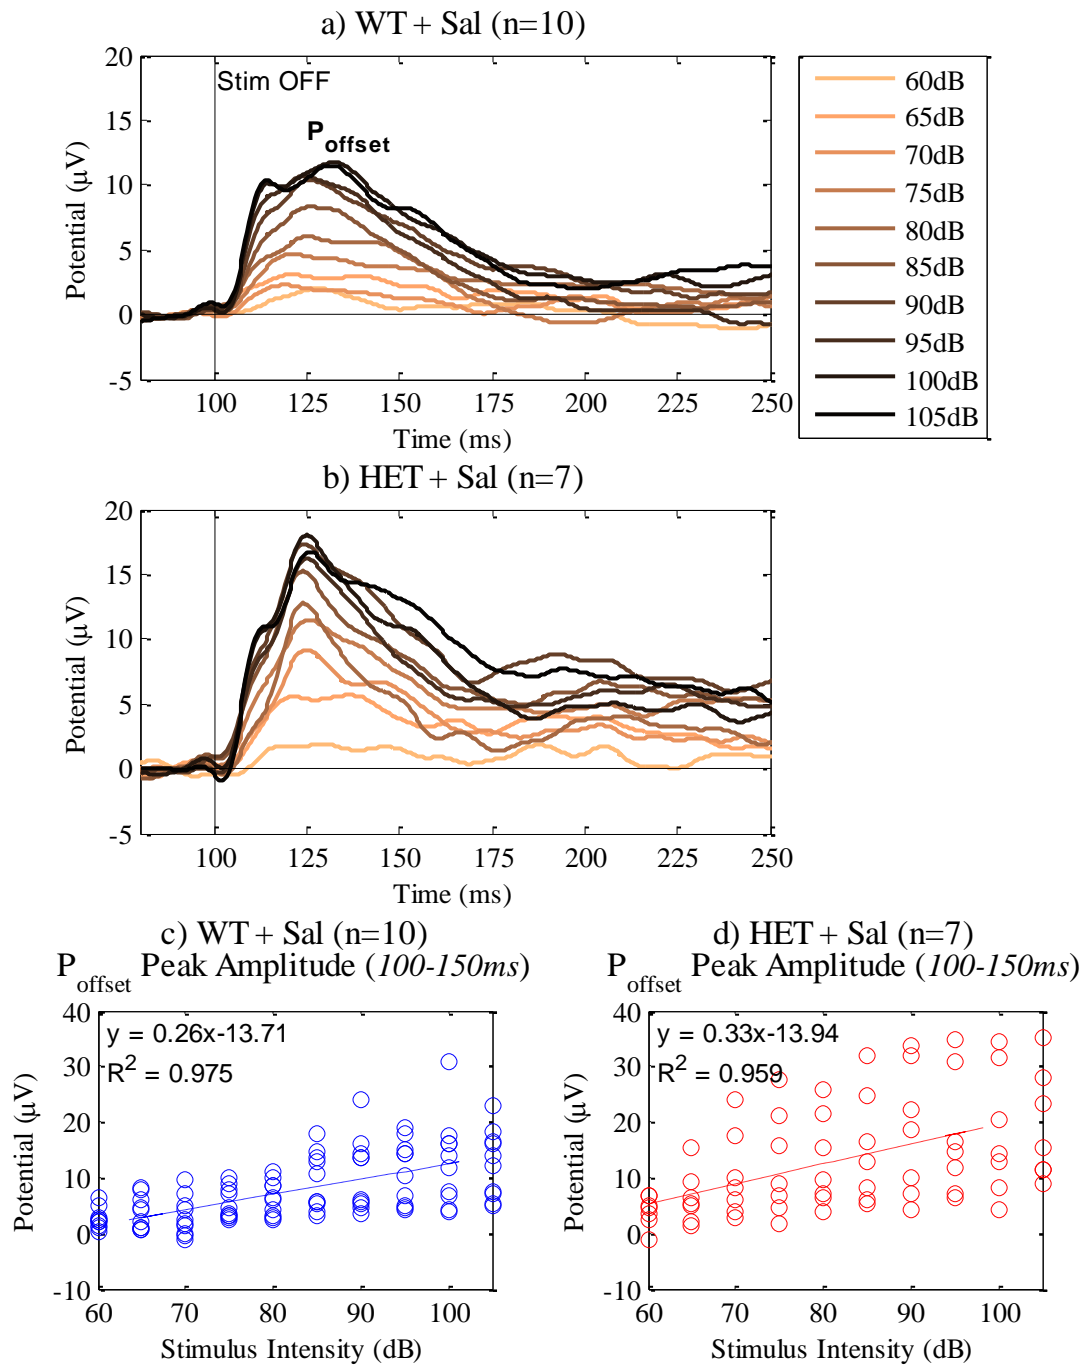 a) WT + Sal (n=10)
20
15
10
5
0
-5
Potential (μV)
Stim OFF
P offset
100 125 150 175 200 225 250
Time (ms)
60dB
65dB
70dB
75dB
80dB
85dB
90dB
95dB
100dB
105dB
b) HET + Sal (n=7)
20
15
10
5
0
-5
Potential (μV)
100 125 150 175 200 225 250
Time (ms)
c) WT + Sal (n=10)
P offset Peak Amplitude (100-150ms)
40
30
20
10
0
-10
Potential (μV)
y = 0.26x-13.71
R² = 0.975
60 70 80 90 100
Stimulus Intensity (dB)
d) HET + Sal (n=7)
P offset Peak Amplitude (100-150ms)
40
30
20
10
0
-10
Potential (μV)
y = 0.33x-13.94
R² = 0.959
60 70 80 90 100
Stimulus Intensity (dB)